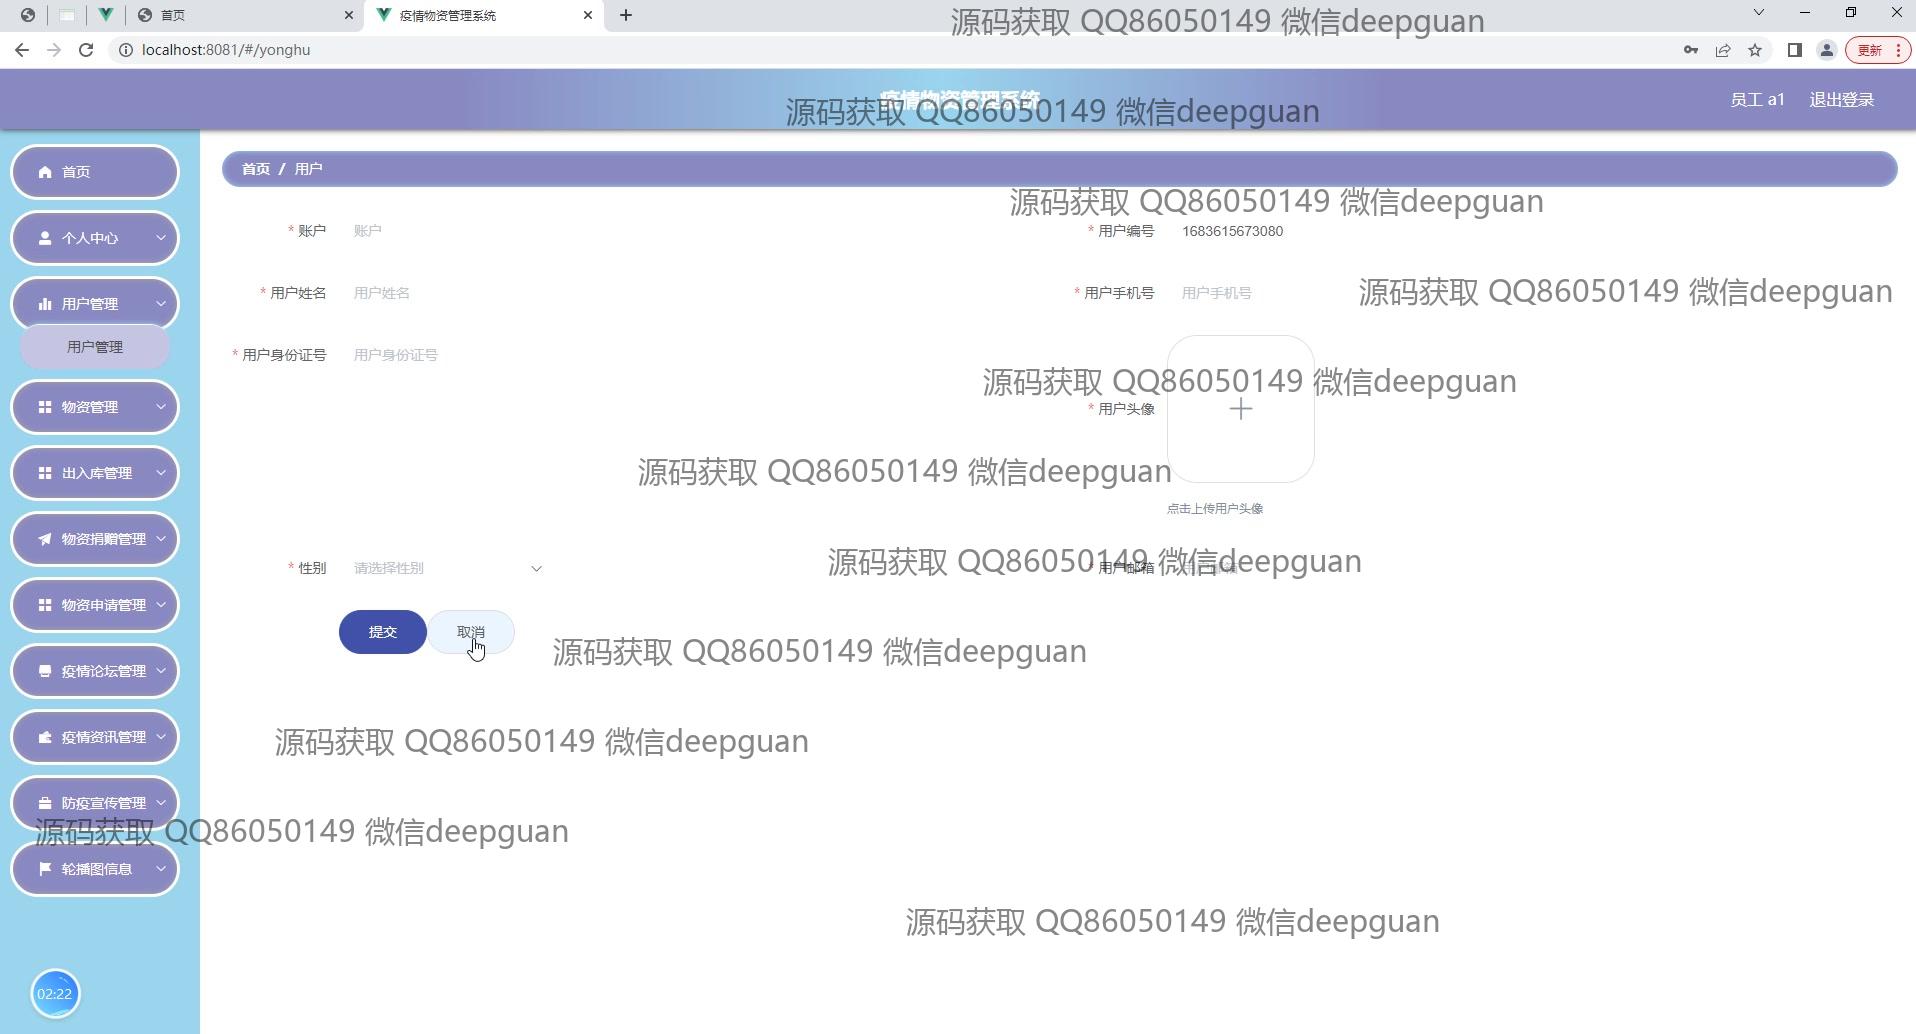 首页
疫情物资管理系统
源码获取 QQ86050149 微信deepguan
localhost:8081/#/yonghu
更新
疫情物资管理系统
源码获取 QQ86050149 微信deepguan
员工 a1
退出登录
首页
个人中心
用户管理
用户管理
物资管理
出入库管理
物资捐赠管理
物资申请管理
疫情论坛管理
疫情资讯管理
防疫宣传管理
源码获取 QQ86050149 微信deepguan
轮播图信息
02:22
首页 / 用户
源码获取 QQ86050149 微信deepguan
* 账户 账户
* 用户编号 1683615673080
* 用户姓名 用户姓名
* 用户手机号 用户手机号
源码获取 QQ86050149 微信deepguan
* 用户身份证号 用户身份证号
源码获取 QQ86050149 微信deepguan
* 用户头像
源码获取 QQ86050149 微信deepguan
点击上传用户头像
* 性别 请选择性别
源码获取 QQ86050149 微信deepguan
* 用户邮箱 用户邮箱
提交
取消
源码获取 QQ86050149 微信deepguan
源码获取 QQ86050149 微信deepguan
源码获取 QQ86050149 微信deepguan